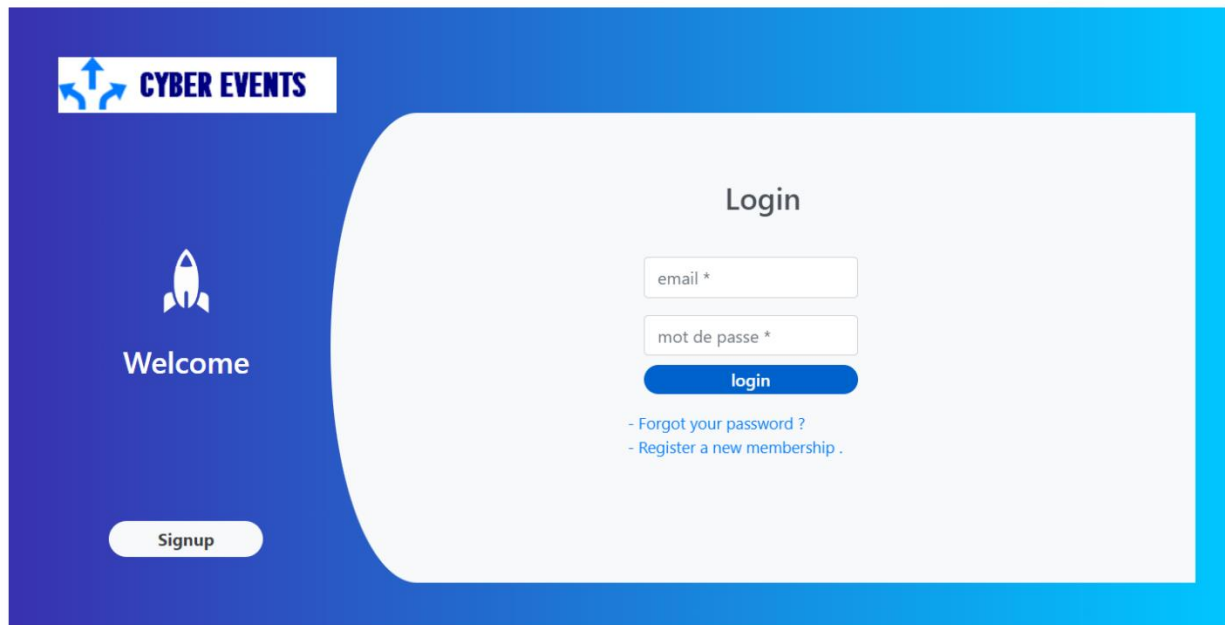 CYBER EVENTS
Welcome
Signup
Login
email *
mot de passe *
login
- Forgot your password ?
- Register a new membership .